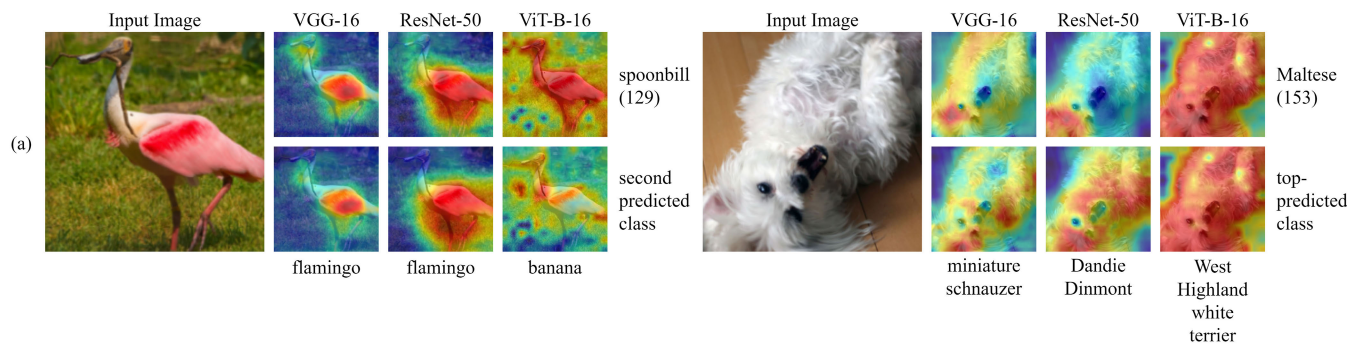 Input Image
VGG-16
ResNet-50
ViT-B-16
Input Image
VGG-16
ResNet-50
ViT-B-16
(a)
spoonbill
(129)
Maltese
(153)
second
predicted
class
top-
predicted
class
flamingo
flamingo
banana
miniature
schnauzer
Dandie
Dinmont
West
Highland
white
terrier